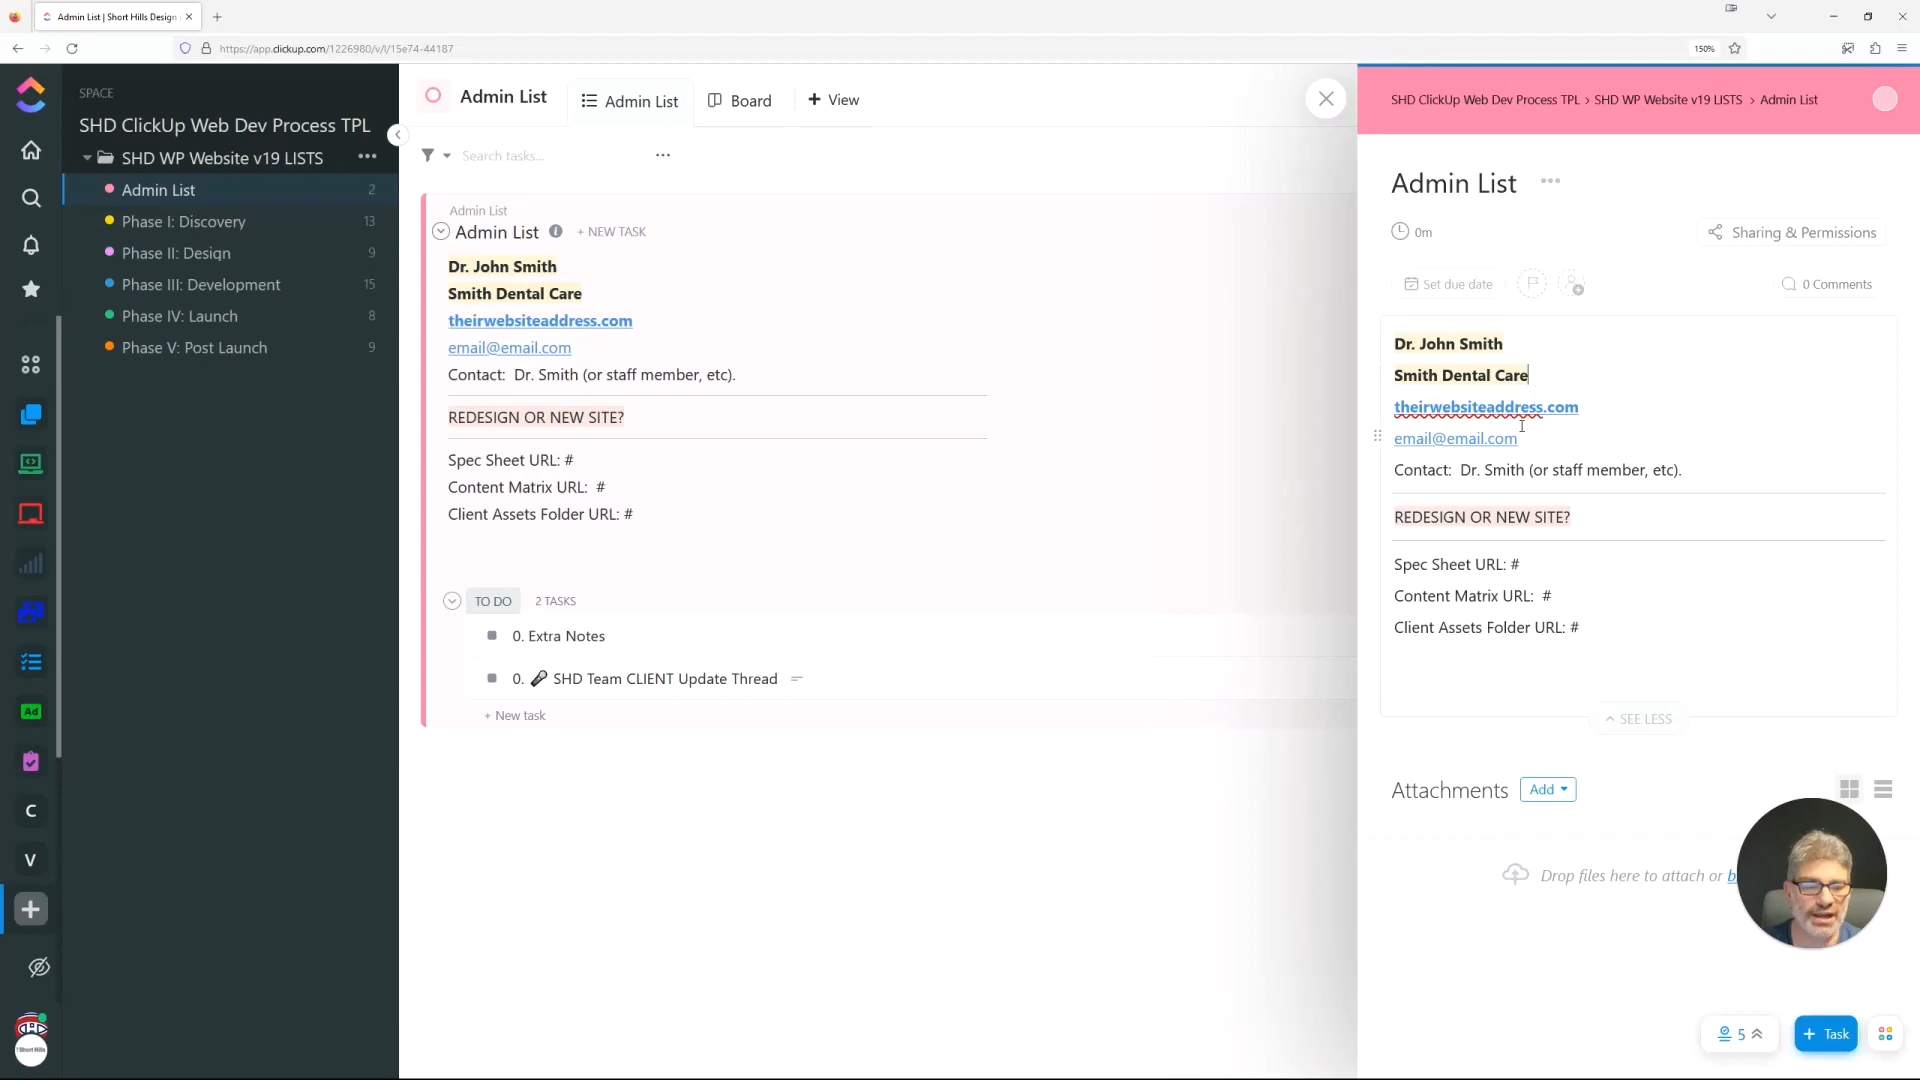 Admin List | Short Hills Design
https://app.clickup.com/1226980/v/l/15e74-44187
150%
SPACE
SHD ClickUp Web Dev Process TPL
SHD WP Website v19 LISTS
Admin List 2
Phase I: Discovery 13
Phase II: Design 9
Phase III: Development 15
Phase IV: Launch 8
Phase V: Post Launch 9
Ad
C
V
Admin List
Admin List
Board
+ View
Search tasks...
Admin List
Admin List
+ NEW TASK
Dr. John Smith
Smith Dental Care
theirwebsiteaddress.com
email@email.com
Contact: Dr. Smith (or staff member, etc).
REDESIGN OR NEW SITE?
Spec Sheet URL: #
Content Matrix URL: #
Client Assets Folder URL: #
TO DO
2 TASKS
0. Extra Notes
0. 🎤 SHD Team CLIENT Update Thread
+ New task
SHD ClickUp Web Dev Process TPL › SHD WP Website v19 LISTS › Admin List
Admin List
0m
Sharing & Permissions
Set due date
0 Comments
Dr. John Smith
Smith Dental Care
theirwebsiteaddress.com
email@email.com
Contact: Dr. Smith (or staff member, etc).
REDESIGN OR NEW SITE?
Spec Sheet URL: #
Content Matrix URL: #
Client Assets Folder URL: #
SEE LESS
Attachments
Add
Drop files here to attach or
5
+ Task